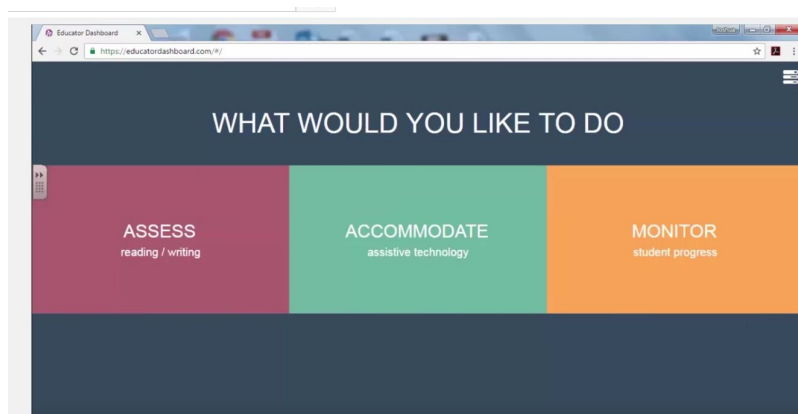 Educator Dashboard
https://educatordashboard.com/#/
WHAT WOULD YOU LIKE TO DO
ASSESS
reading / writing
ACCOMMODATE
assistive technology
MONITOR
student progress